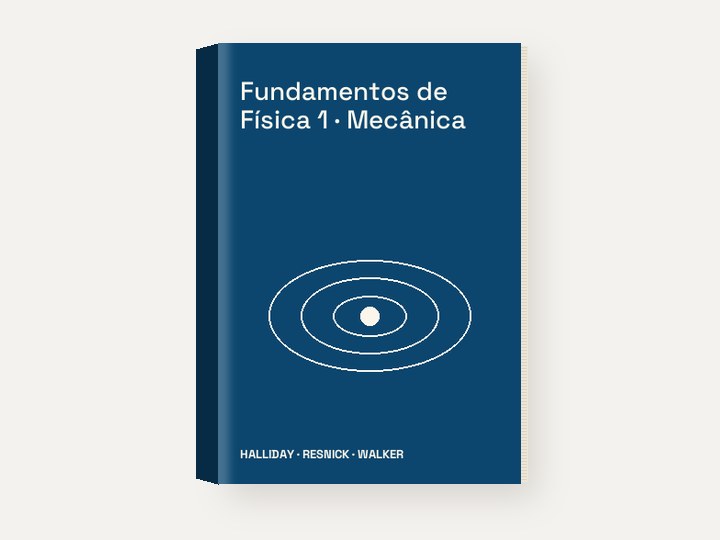 Fundamentos de
Física 1 · Mecânica
HALLIDAY · RESNICK · WALKER